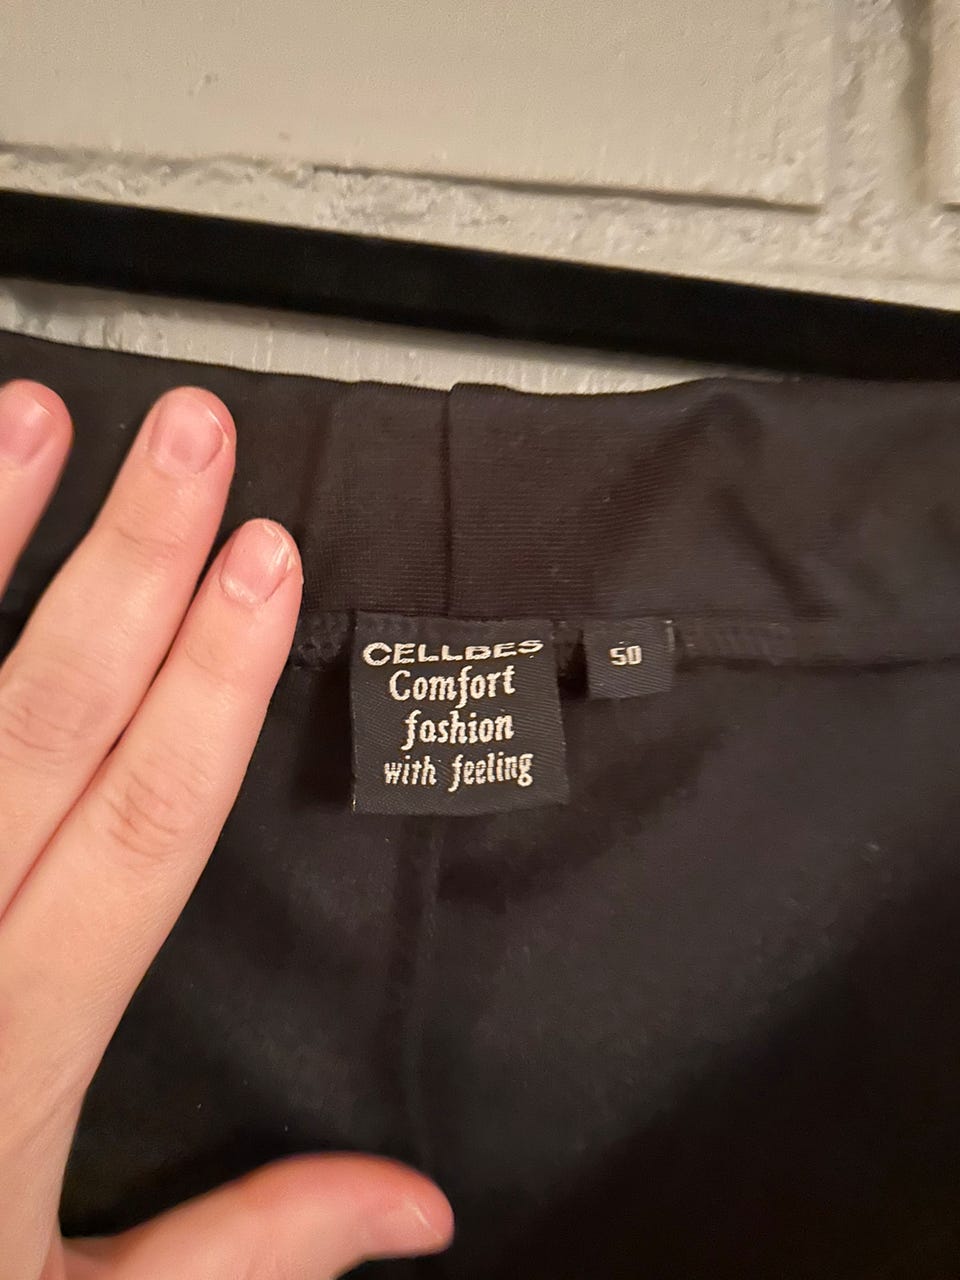 CELLBES
Comfort
fashion
with feeling
50